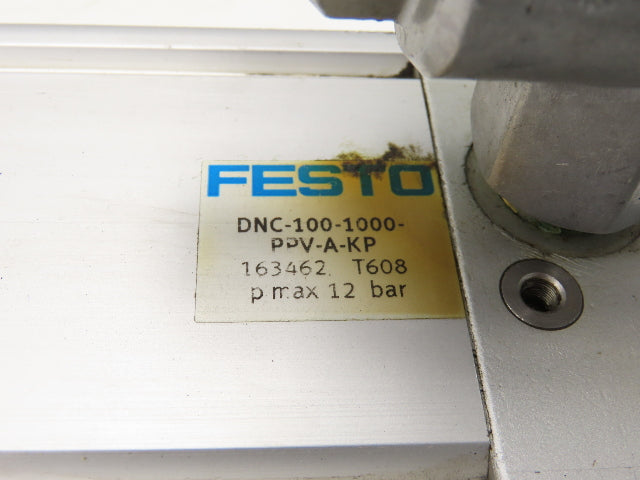 FESTO
DNC-100-1000-
PPV-A-KP
163462 T608
p max 12 bar